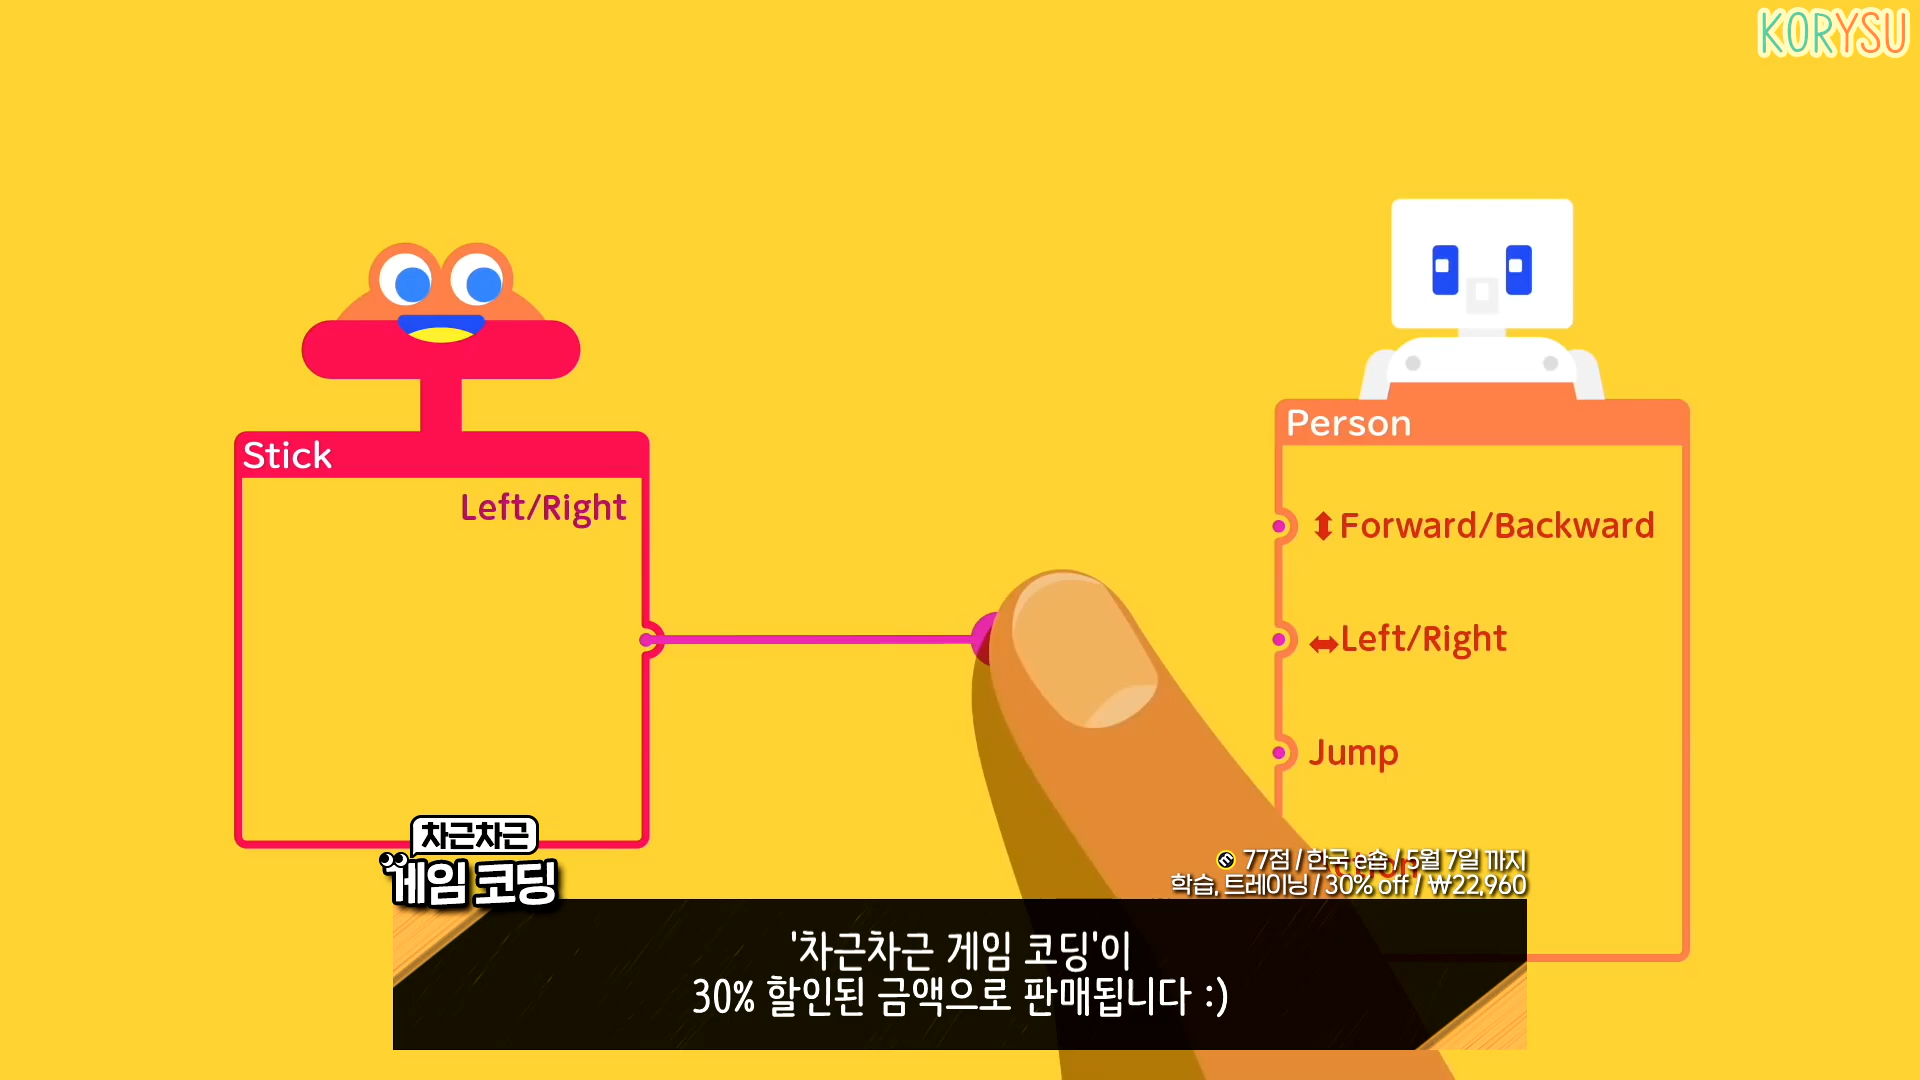 KORYSU
Stick
Left/Right
Person
Forward/Backward
Left/Right
Jump
차근차근
게임 코딩
77점 / 한국 e숍 / 5월 7일 까지
학습, 트레이닝 / 30% off / ₩22,960
'차근차근 게임 코딩'이
30% 할인된 금액으로 판매됩니다 :)